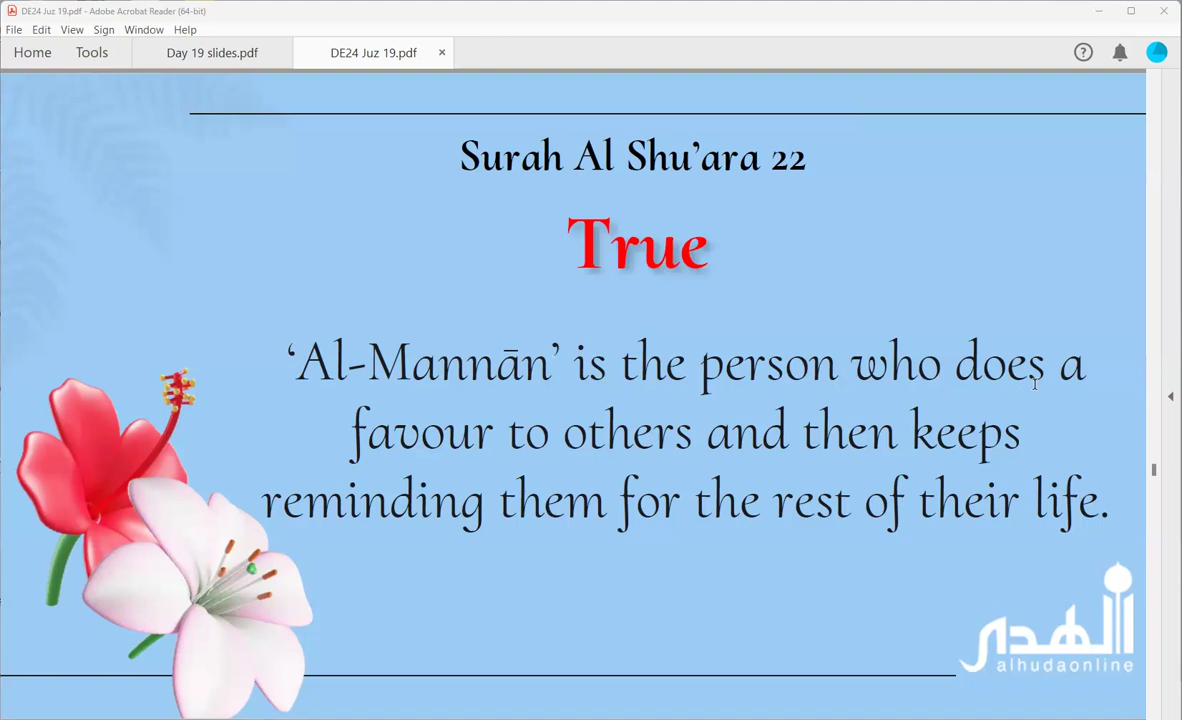 DE24 Juz 19.pdf - Adobe Acrobat Reader (64-bit)
File Edit View Sign Window Help
Home Tools Day 19 slides.pdf DE24 Juz 19.pdf ×
Surah Al Shu’ara 22
True
‘Al-Mannān’ is the person who does a
favour to others and then keeps
reminding them for the rest of their life.
الهدى
alhudaonline